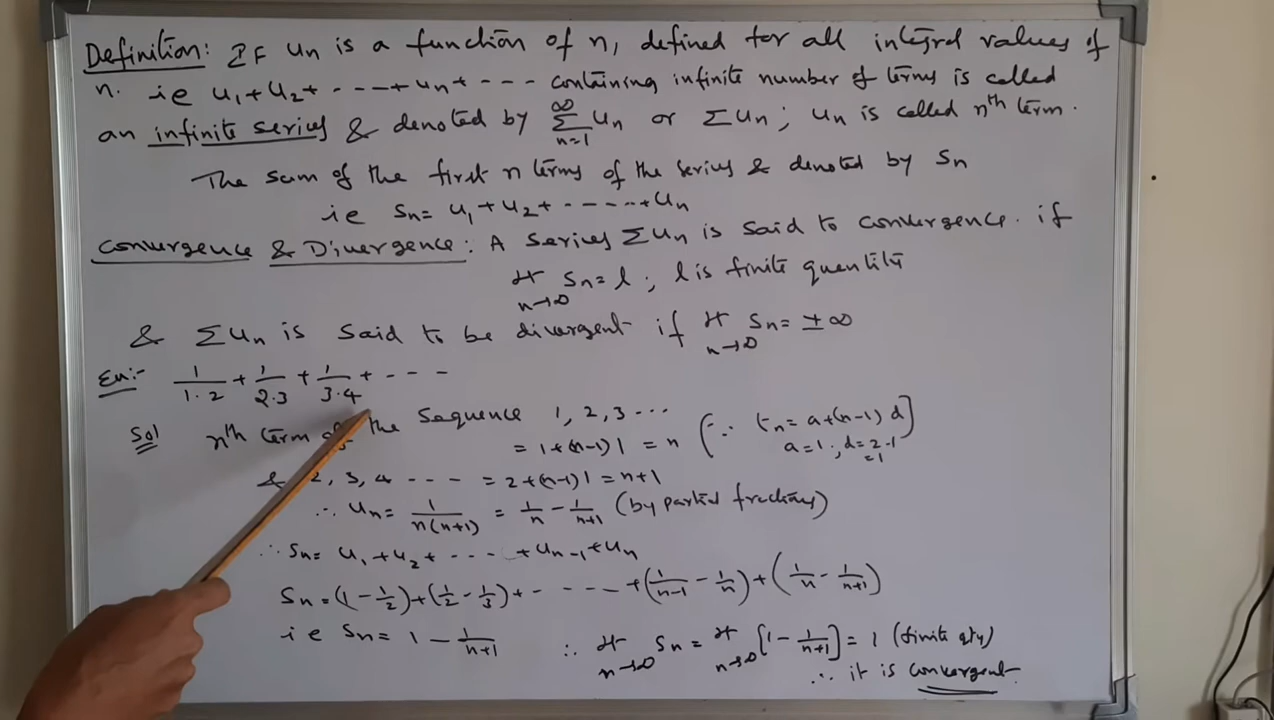 Definition: IF un is a function of n, defined for all integral values of
n. ie u₁+u₂+ - - - -+un+ - - - containing infinite number of terms is called
an infinite series & denoted by ∞Σn=1 un or Σun; un is called nth term.
The sum of the first n terms of the series & denoted by Sn
ie Sn= u₁+u₂+ - - - - -+un
Convergence & Divergence: A series Σun is said to convergence. if
lt n→∞ Sn= l ; l is finite quantity
& Σun is said to be divergent if lt n→∞ Sn= ±∞
Ex:- 1/1·2 + 1/2·3 + 1/3·4 + - - -
Sol nth term of the Sequence 1, 2, 3 ···
= 1+(n-1)1 = n (∵ tn= a+(n-1)d)
a=1, d=2-1
=1
& 2, 3, 4 - - - - = 2+(n-1)1 = n+1
∴ un= 1/n(n+1) = 1/n - 1/n+1 (by partial fractions)
∴ Sn= u₁+u₂+ - - - - +un-1+un
Sn= (1-1/2)+(1/2-1/3)+ - - - - - +(1/n-1 - 1/n)+(1/n - 1/n+1)
ie Sn= 1 - 1/n+1 ∴ lt n→∞ Sn= lt n→∞ [1 - 1/n+1] = 1 (finite qty)
∴ it is convergent